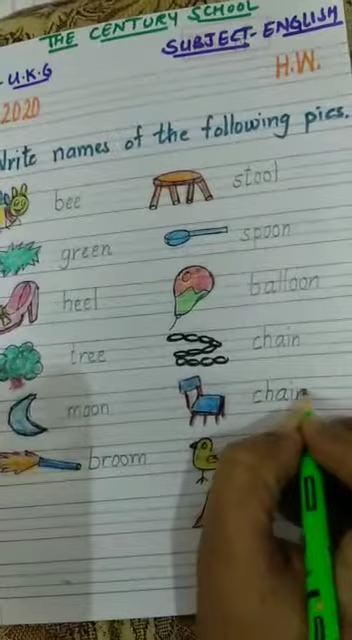 THE CENTURY SCHOOL
- U.K.G SUBJECT- ENGLISH
2020 H.W.
Write names of the following pics.
bee stool
green spoon
heel balloon
tree chain
moon chair
broom